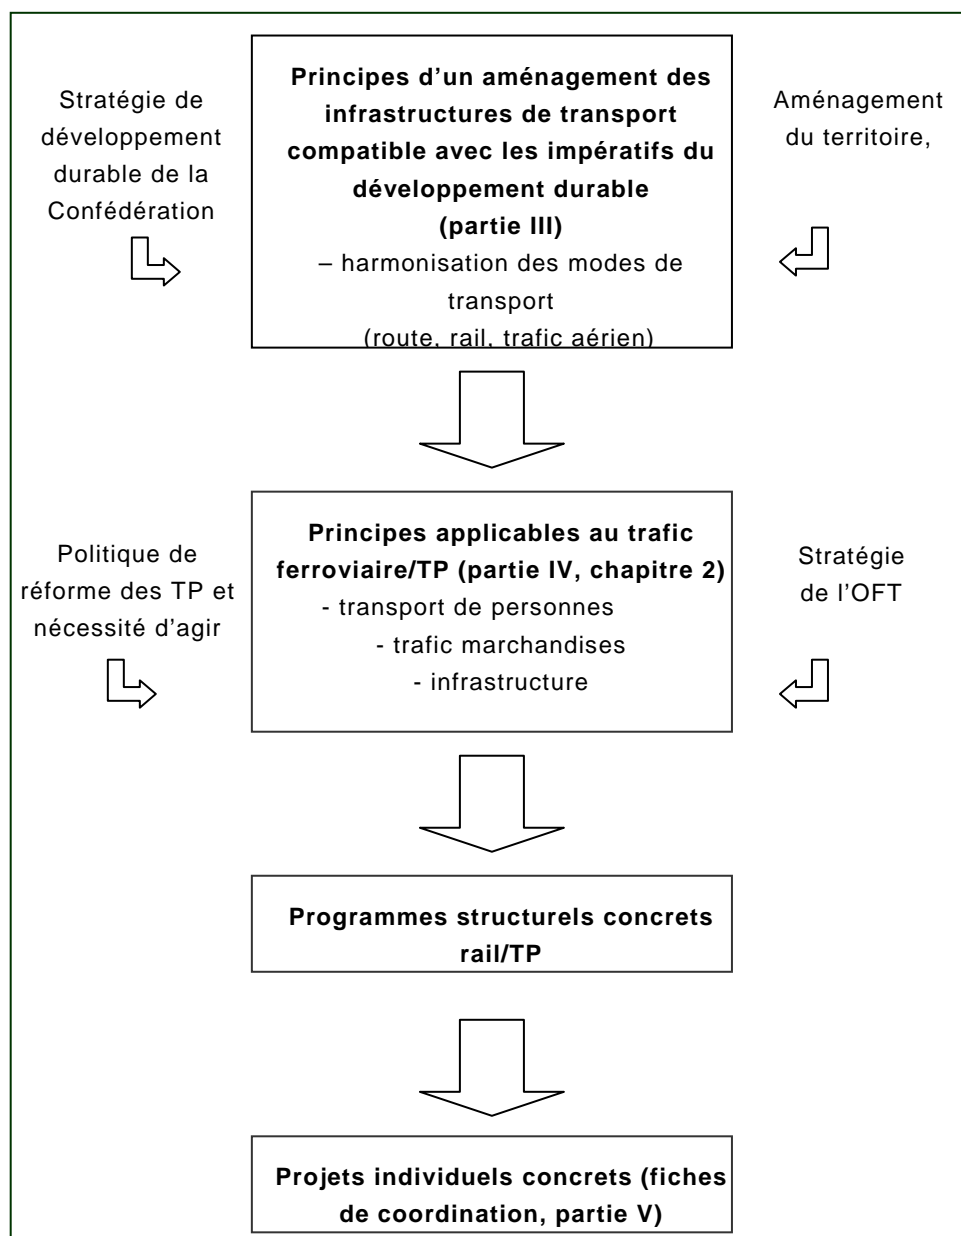 Stratégie de
développement
durable de la
Confédération
Principes d’un aménagement des
infrastructures de transport
compatible avec les impératifs du
développement durable
(partie III)
– harmonisation des modes de
transport
(route, rail, trafic aérien)
Aménagement
du territoire,
Politique de
réforme des TP et
nécessité d’agir
Principes applicables au trafic
ferroviaire/TP (partie IV, chapitre 2)
- transport de personnes
- trafic marchandises
- infrastructure
Stratégie
de l’OFT
Programmes structurels concrets
rail/TP
Projets individuels concrets (fiches
de coordination, partie V)